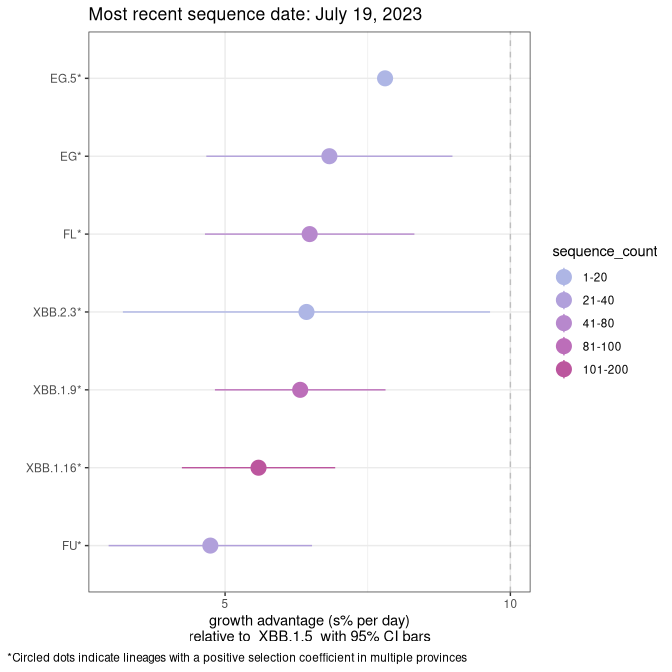 Most recent sequence date: July 19, 2023
EG.5*
EG*
FL*
XBB.2.3*
XBB.1.9*
XBB.1.16*
FU*
5
10
growth advantage (s% per day)
relative to XBB.1.5 with 95% CI bars
*Circled dots indicate lineages with a positive selection coefficient in multiple provinces
sequence_count
1-20
21-40
41-80
81-100
101-200